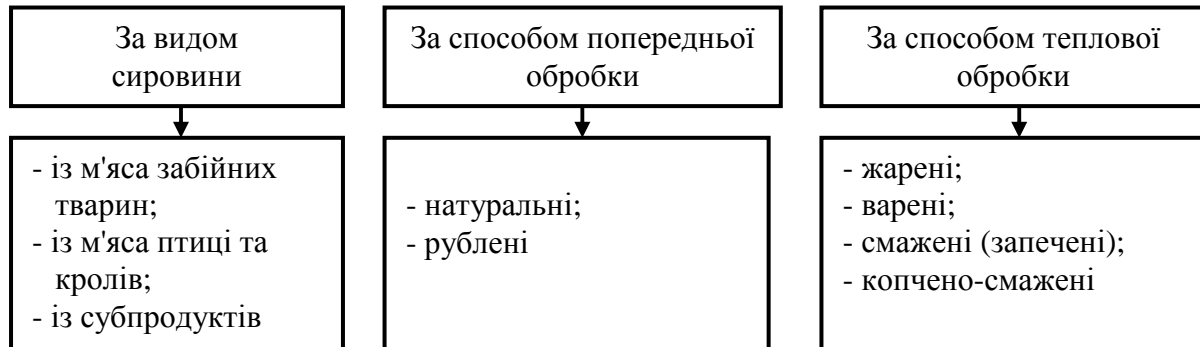 За видом
сировини
За способом попередньої
обробки
За способом теплової
обробки
- із м'яса забійних
тварин;
- із м'яса птиці та
кролів;
- із субпродуктів
- натуральні;
- рублені
- жарені;
- варені;
- смажені (запечені);
- копчено-смажені